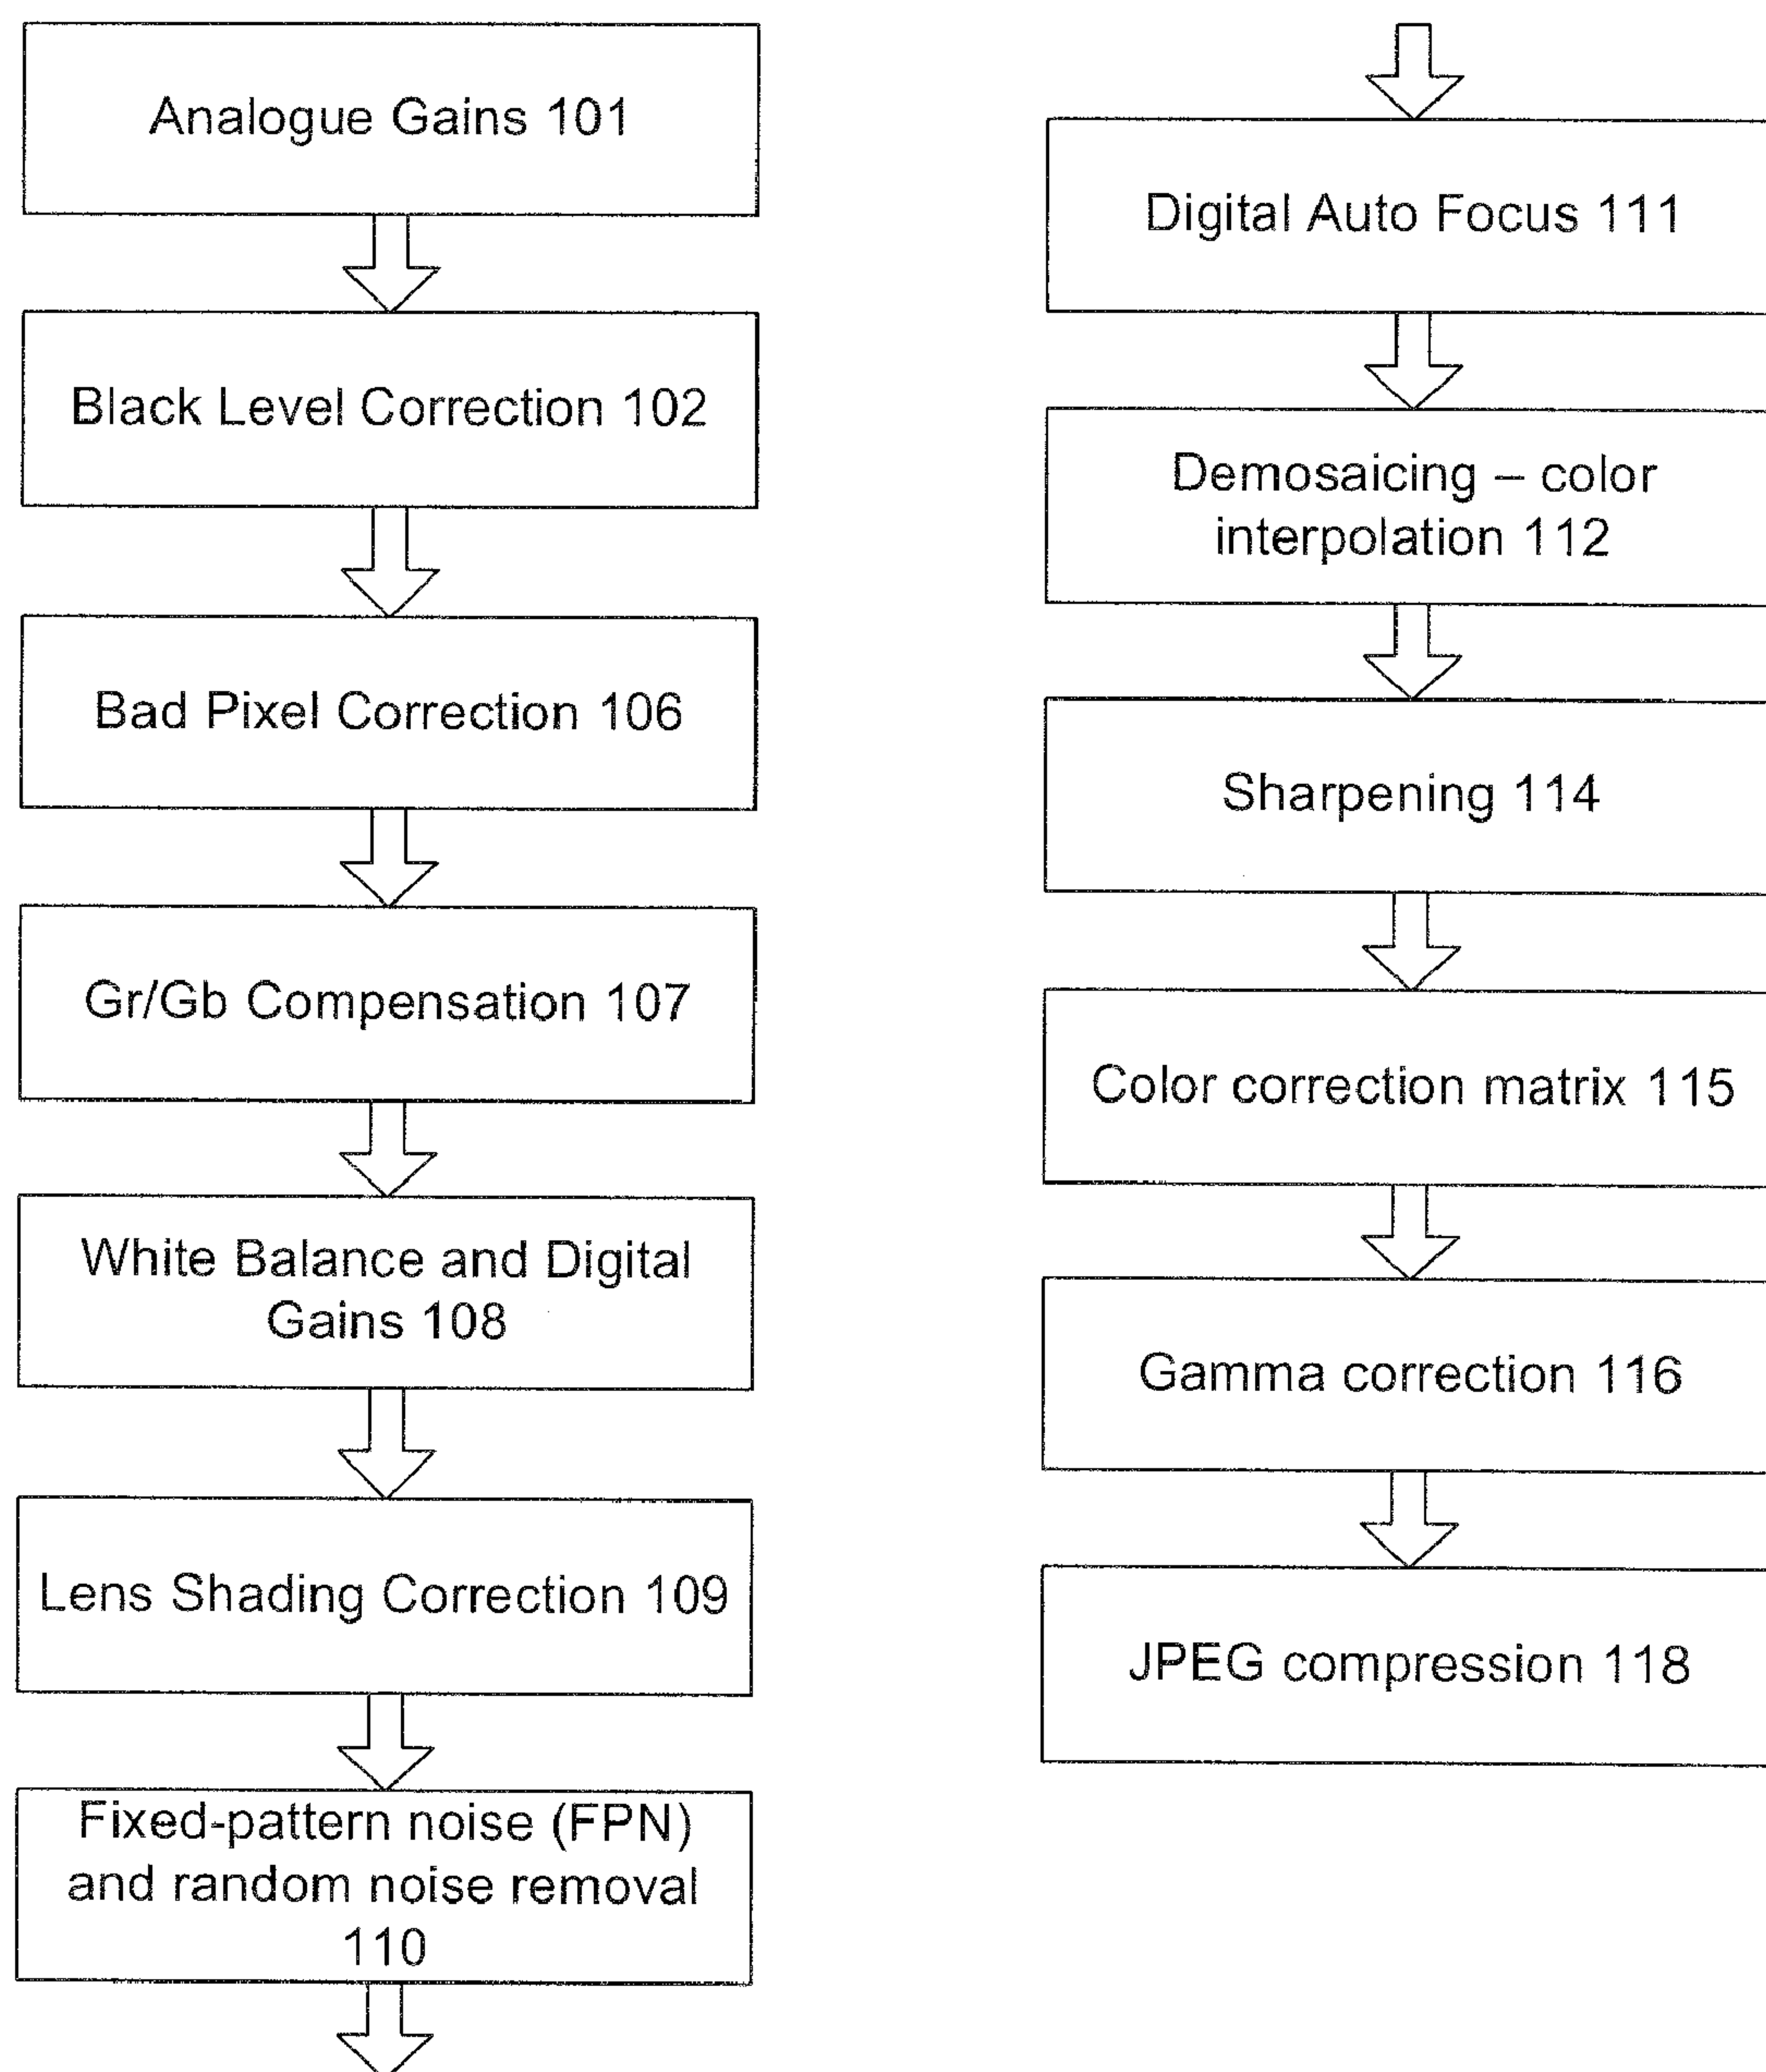 Analogue Gains 101
Black Level Correction 102
Bad Pixel Correction 106
Gr/Gb Compensation 107
White Balance and Digital
Gains 108
Lens Shading Correction 109
Fixed-pattern noise (FPN)
and random noise removal
110
Digital Auto Focus 111
Demosaicing – color
interpolation 112
Sharpening 114
Color correction matrix 115
Gamma correction 116
JPEG compression 118